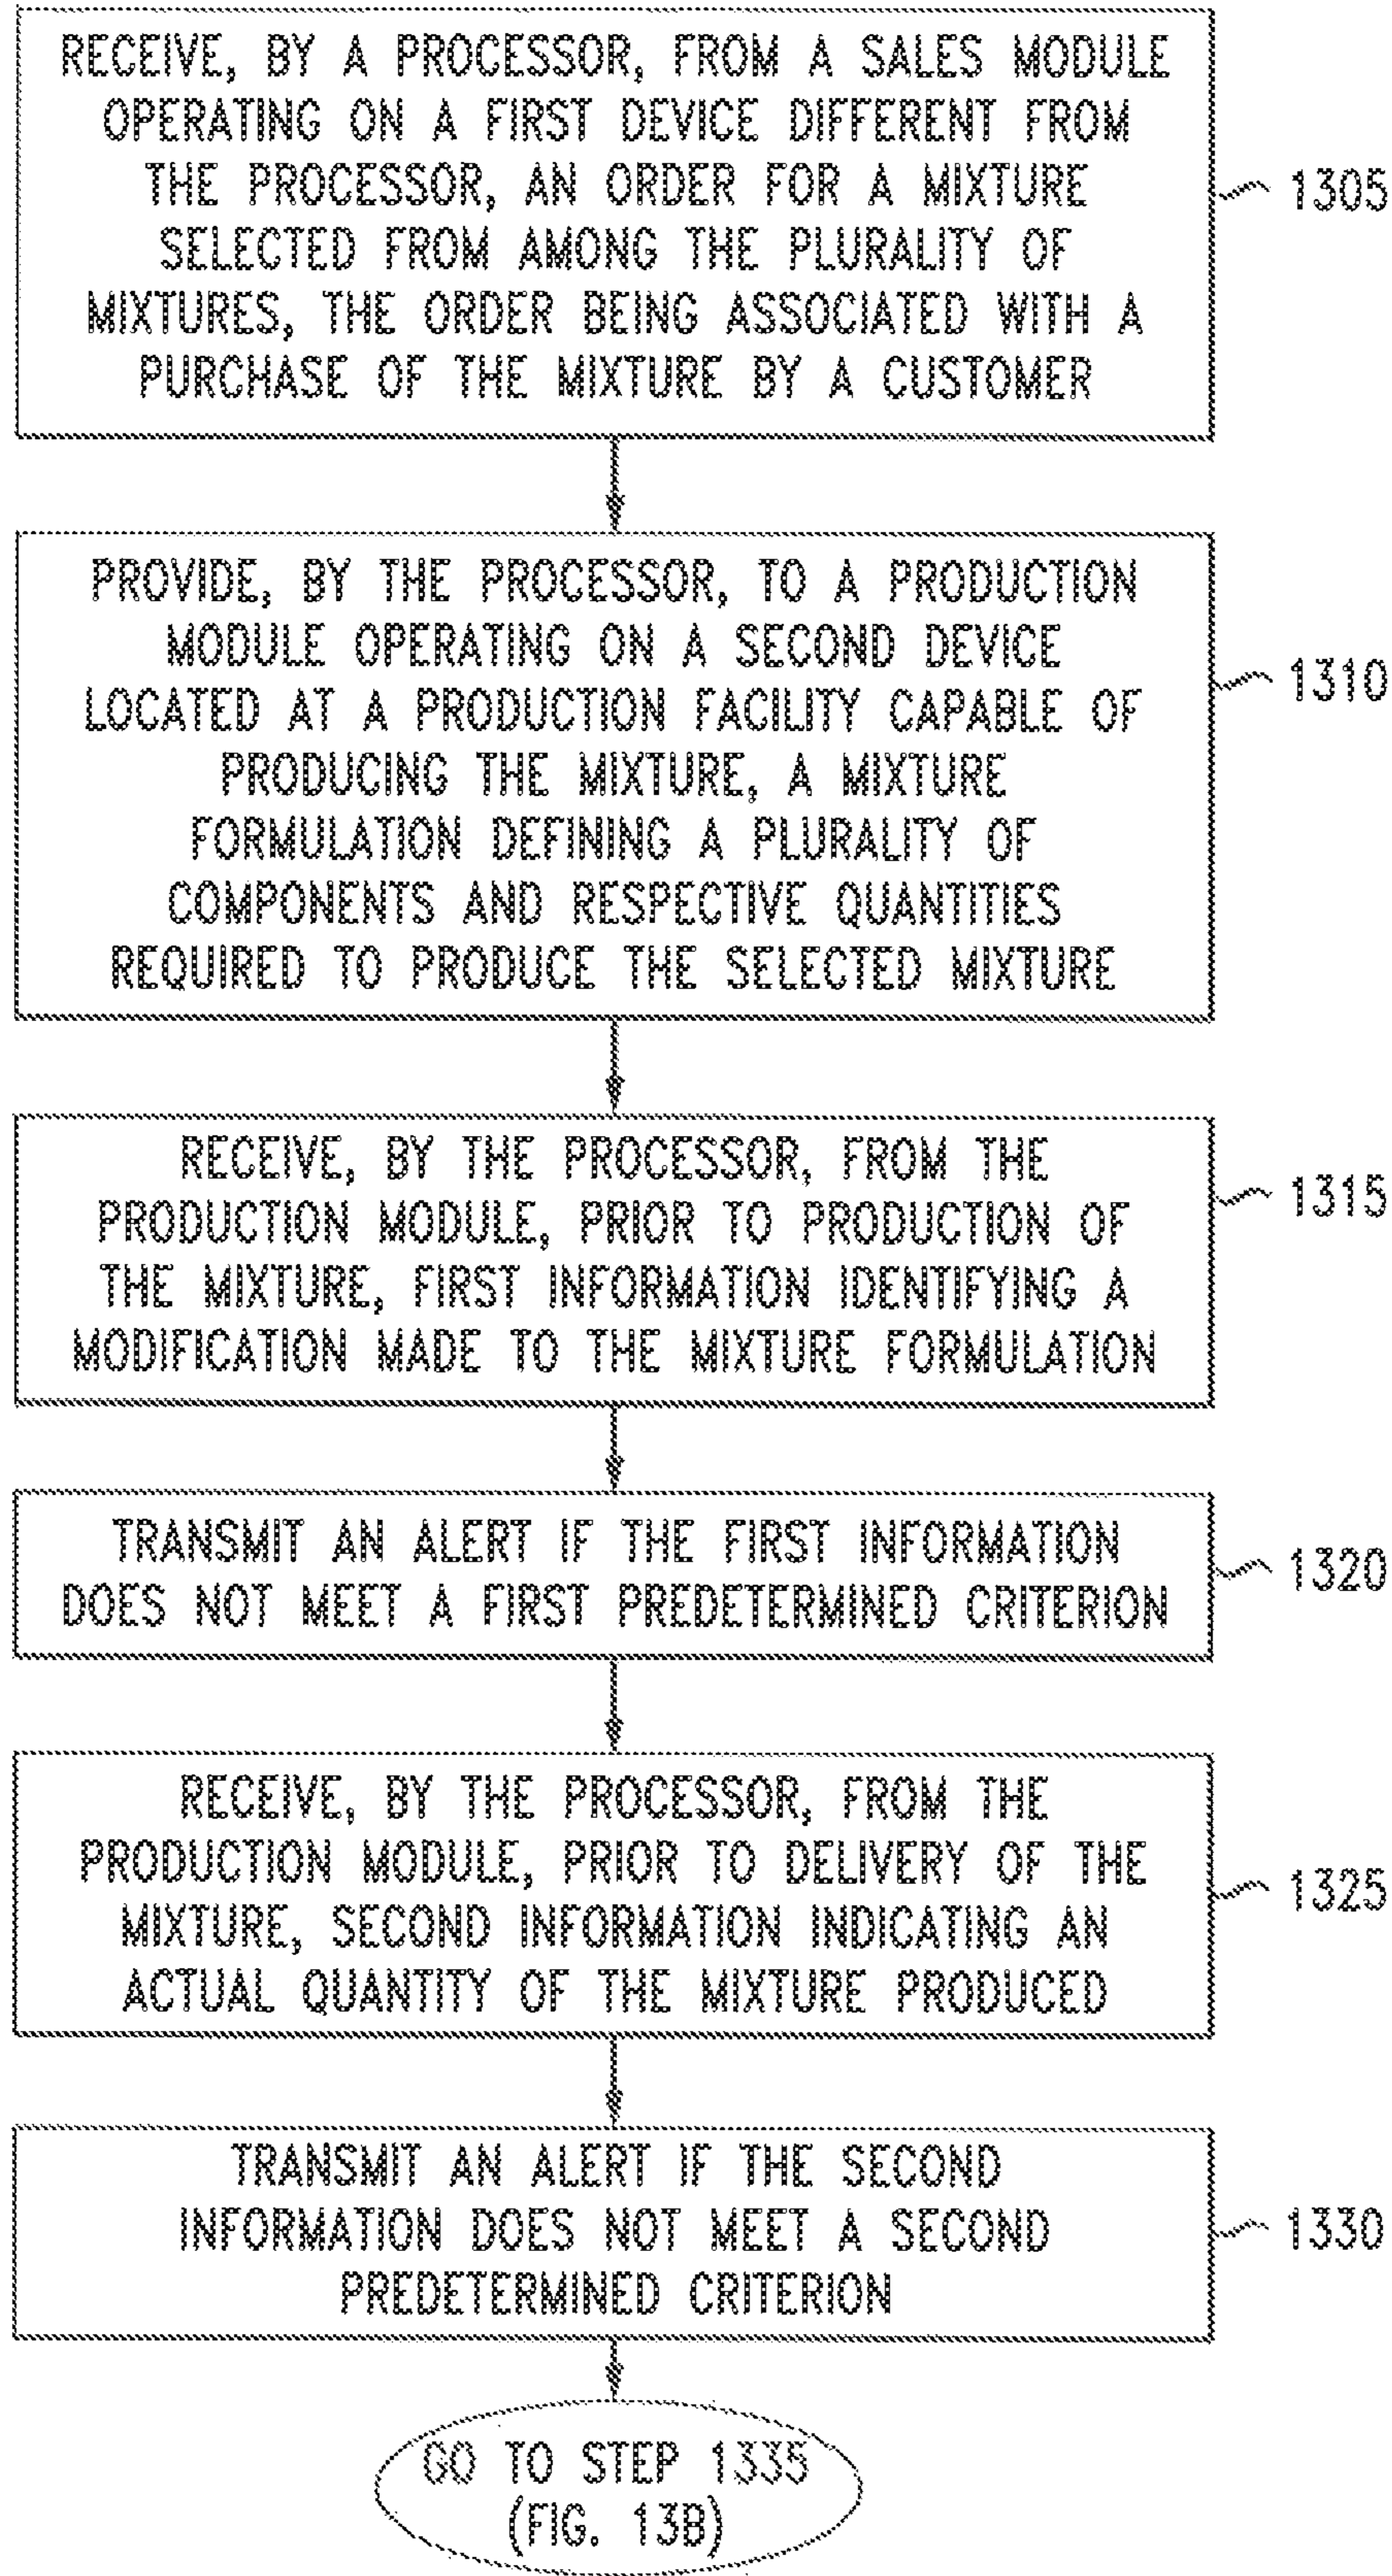 RECEIVE, BY A PROCESSOR, FROM A SALES MODULE
OPERATING ON A FIRST DEVICE DIFFERENT FROM
THE PROCESSOR, AN ORDER FOR A MIXTURE
SELECTED FROM AMONG THE PLURALITY OF
MIXTURES, THE ORDER BEING ASSOCIATED WITH A
PURCHASE OF THE MIXTURE BY A CUSTOMER
1305
PROVIDE, BY THE PROCESSOR, TO A PRODUCTION
MODULE OPERATING ON A SECOND DEVICE
LOCATED AT A PRODUCTION FACILITY CAPABLE OF
PRODUCING THE MIXTURE, A MIXTURE
FORMULATION DEFINING A PLURALITY OF
COMPONENTS AND RESPECTIVE QUANTITIES
REQUIRED TO PRODUCE THE SELECTED MIXTURE
1310
RECEIVE, BY THE PROCESSOR, FROM THE
PRODUCTION MODULE, PRIOR TO PRODUCTION OF
THE MIXTURE, FIRST INFORMATION IDENTIFYING A
MODIFICATION MADE TO THE MIXTURE FORMULATION
1315
TRANSMIT AN ALERT IF THE FIRST INFORMATION
DOES NOT MEET A FIRST PREDETERMINED CRITERION
1320
RECEIVE, BY THE PROCESSOR, FROM THE
PRODUCTION MODULE, PRIOR TO DELIVERY OF THE
MIXTURE, SECOND INFORMATION INDICATING AN
ACTUAL QUANTITY OF THE MIXTURE PRODUCED
1325
TRANSMIT AN ALERT IF THE SECOND
INFORMATION DOES NOT MEET A SECOND
PREDETERMINED CRITERION
1330
GO TO STEP 1335
(FIG. 13B)